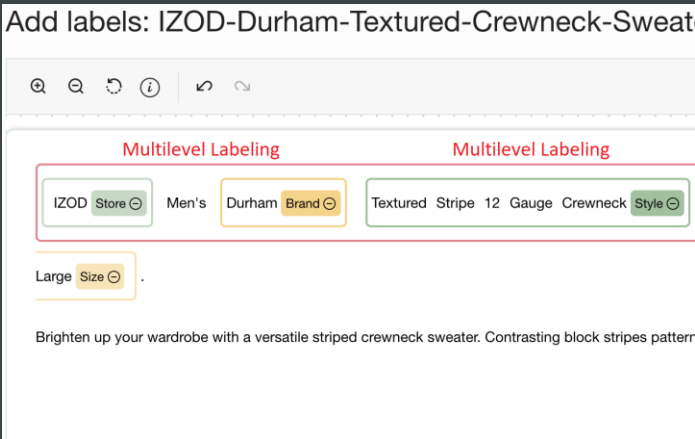 Add labels: IZOD-Durham-Textured-Crewneck-Sweat
Multilevel Labeling Multilevel Labeling
IZOD Store Men's Durham Brand Textured Stripe 12 Gauge Crewneck Style
Large Size .
Brighten up your wardrobe with a versatile striped crewneck sweater. Contrasting block stripes pattern